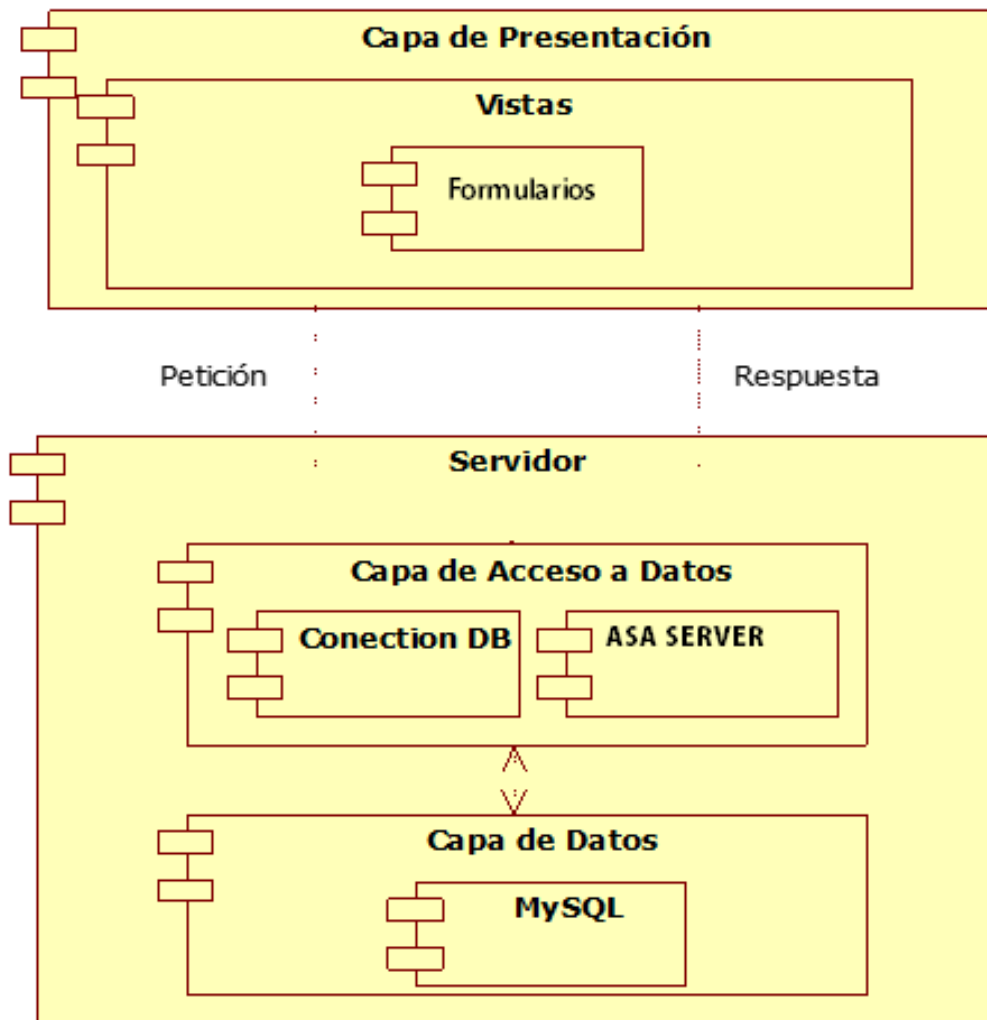 Capa de Presentación
Vistas
Formularios
Petición
Respuesta
Servidor
Capa de Acceso a Datos
Conection DB
ASA SERVER
Capa de Datos
MySQL